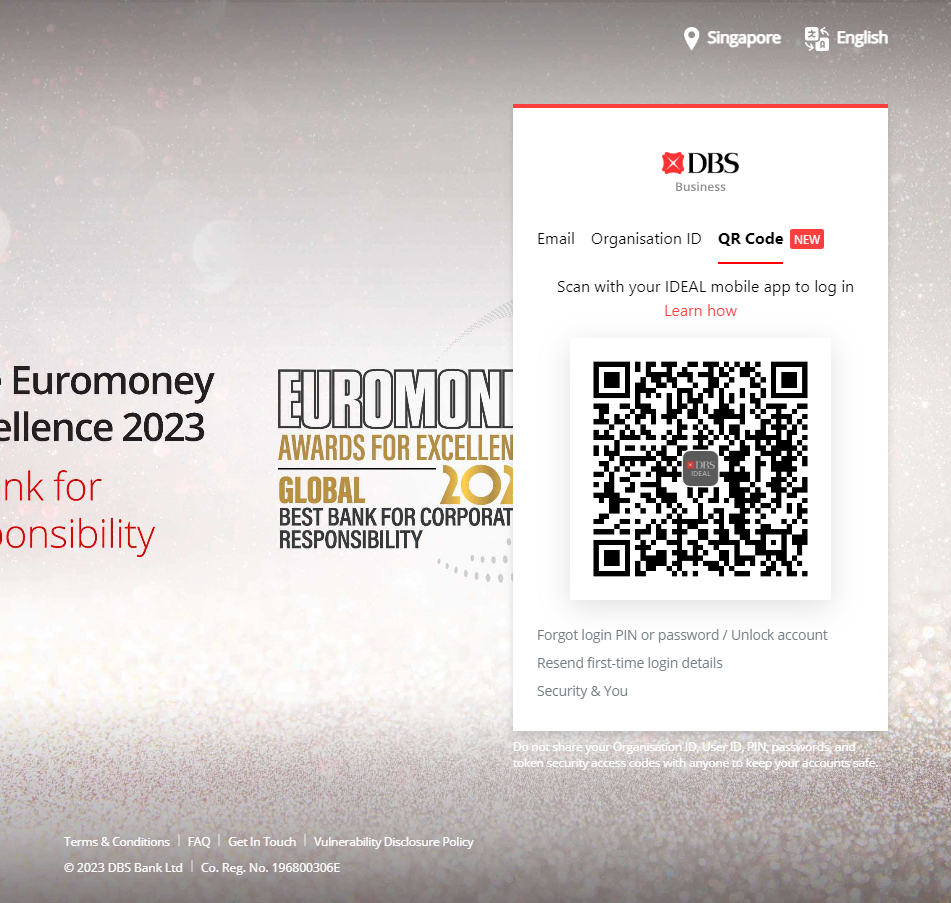 Singapore English
DBS
Business
Email Organisation ID QR Code NEW
Scan with your IDEAL mobile app to log in
Learn how
Euromoney
ellence 2023
nk for
onsibility
EUROMON
AWARDS FOR EXCELLEN
GLOBAL 202
BEST BANK FOR CORPORAT
RESPONSIBILITY
DBS
IDEAL
Forgot login PIN or password / Unlock account
Resend first-time login details
Security & You
Do not share your Organisation ID, User ID, PIN, passwords, and
token security access codes with anyone to keep your accounts safe.
Terms & Conditions | FAQ | Get In Touch | Vulnerability Disclosure Policy
© 2023 DBS Bank Ltd | Co. Reg. No. 196800306E